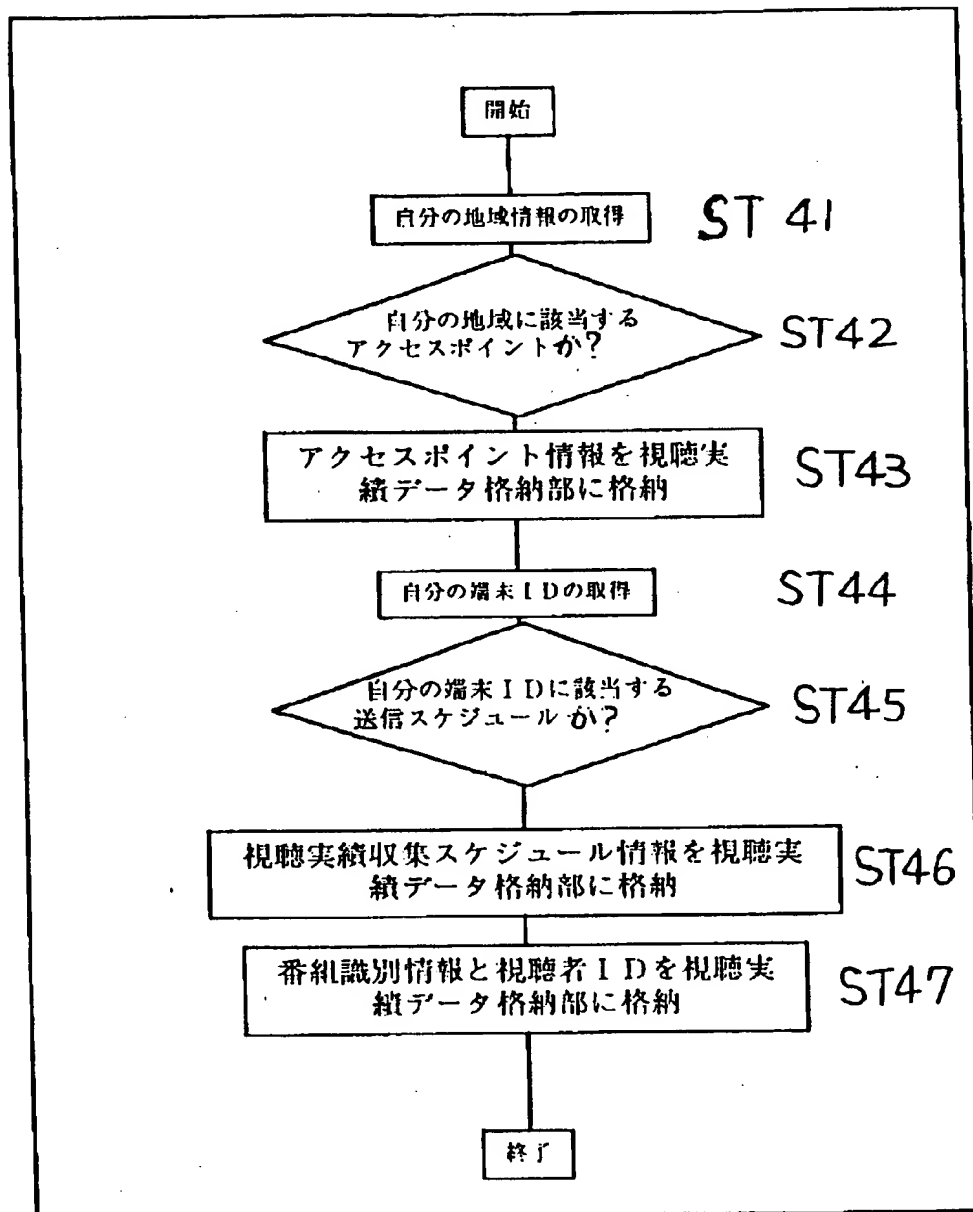 開始
自分の地域情報の取得
ST 41
自分の地域に該当する
アクセスポイントか?
ST42
アクセスポイント情報を視聴実
績データ格納部に格納
ST43
自分の端末IDの取得
ST44
自分の端末IDに該当する
送信スケジュールか?
ST45
視聴実績収集スケジュール情報を視聴実
績データ格納部に格納
ST46
番組識別情報と視聴者IDを視聴実
績データ格納部に格納
ST47
終了